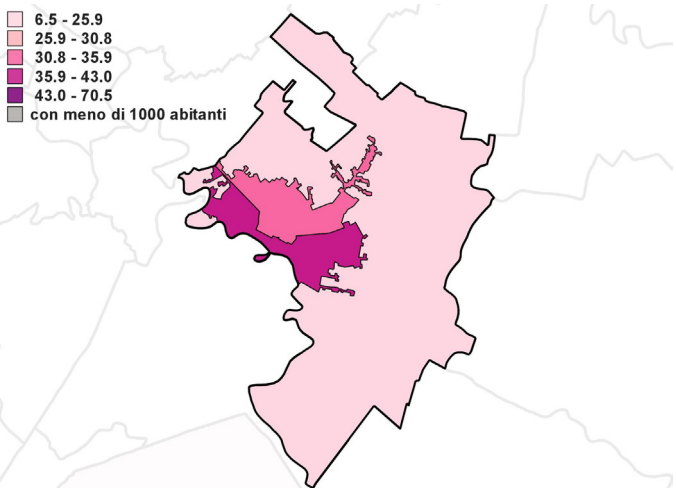 6.5 - 25.9
25.9 - 30.8
30.8 - 35.9
35.9 - 43.0
43.0 - 70.5
con meno di 1000 abitanti